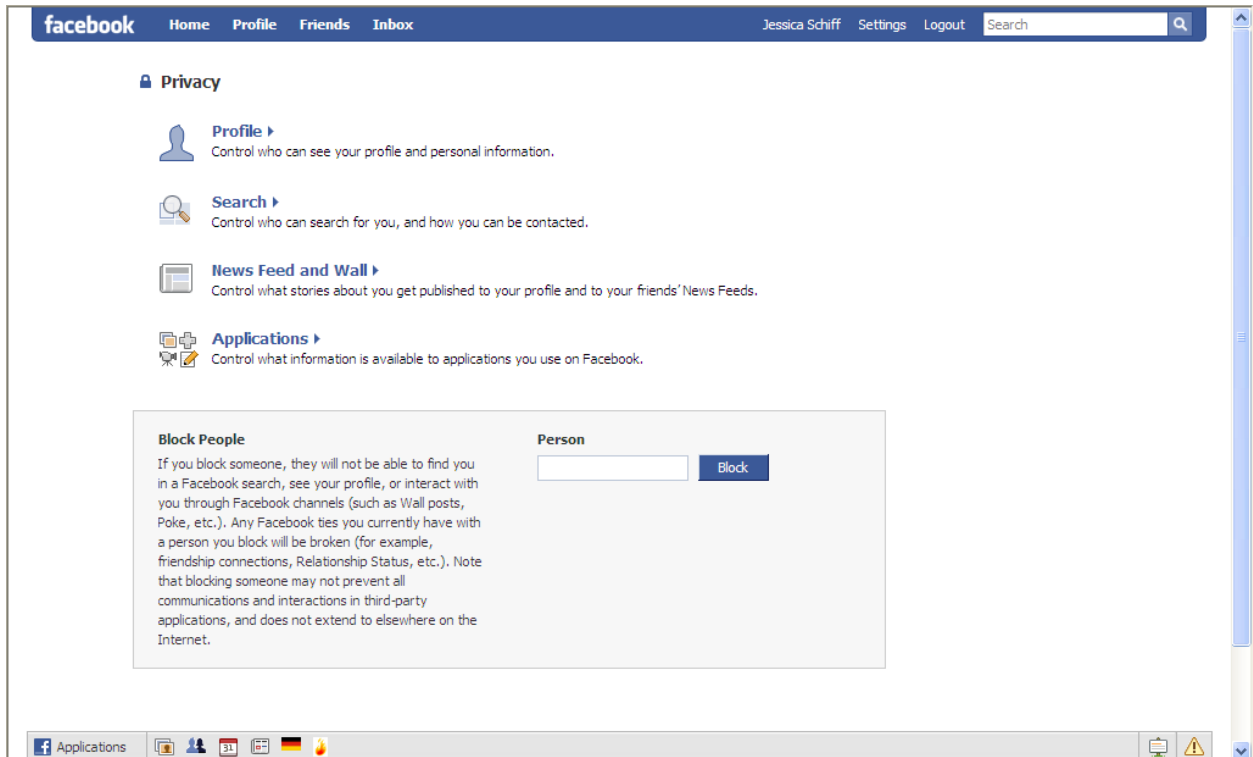 facebook Home Profile Friends Inbox Jessica Schiff Settings Logout Search
Privacy
Profile
Control who can see your profile and personal information.
Search
Control who can search for you, and how you can be contacted.
News Feed and Wall
Control what stories about you get published to your profile and to your friends' News Feeds.
Applications
Control what information is available to applications you use on Facebook.
Block People
If you block someone, they will not be able to find you
in a Facebook search, see your profile, or interact with
you through Facebook channels (such as Wall posts,
Poke, etc.). Any Facebook ties you currently have with
a person you block will be broken (for example,
friendship connections, Relationship Status, etc.). Note
that blocking someone may not prevent all
communications and interactions in third-party
applications, and does not extend to elsewhere on the
Internet.
Person
Block
f Applications 31